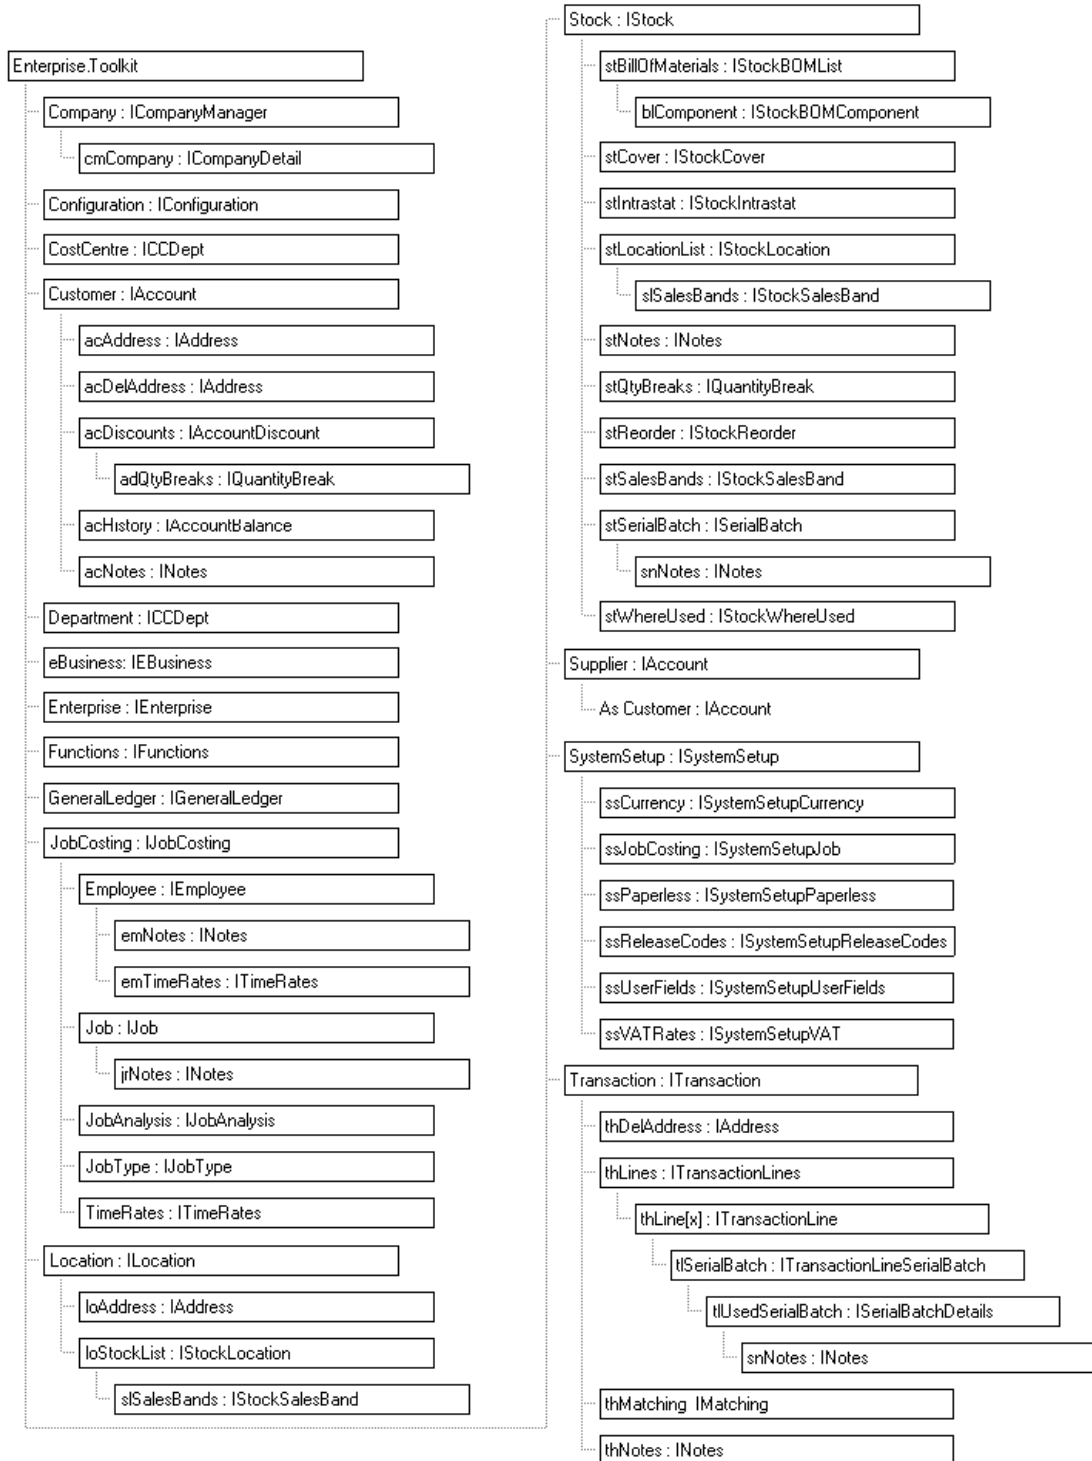 Enterprise.Toolkit
Company : ICompanyManager
cmCompany : ICompanyDetail
Configuration : IConfiguration
CostCentre : ICCDept
Customer : IAccount
acAddress : IAddress
acDelAddress : IAddress
acDiscounts : IAccountDiscount
adQtyBreaks : IQuantityBreak
acHistory : IAccountBalance
acNotes : INotes
Department : ICCDept
eBusiness: IEBusiness
Enterprise : IEnterprise
Functions : IFunctions
GeneralLedger : IGeneralLedger
JobCosting : IJobCosting
Employee : IEmployee
emNotes : INotes
emTimeRates : ITimeRates
Job : IJob
jrNotes : INotes
JobAnalysis : IJobAnalysis
JobType : IJobType
TimeRates : ITimeRates
Location : ILocation
loAddress : IAddress
loStockList : IStockLocation
slSalesBands : IStockSalesBand
Stock : IStock
stBillOfMaterials : IStockBOMList
blComponent : IStockBOMComponent
stCover : IStockCover
stIntrastat : IStockIntrastat
stLocationList : IStockLocation
slSalesBands : IStockSalesBand
stNotes : INotes
stQtyBreaks : IQuantityBreak
stReorder : IStockReorder
stSalesBands : IStockSalesBand
stSerialBatch : ISerialBatch
snNotes : INotes
stWhereUsed : IStockWhereUsed
Supplier : IAccount
As Customer : IAccount
SystemSetup : ISystemSetup
ssCurrency : ISystemSetupCurrency
ssJobCosting : ISystemSetupJob
ssPaperless : ISystemSetupPaperless
ssReleaseCodes : ISystemSetupReleaseCodes
ssUserFields : ISystemSetupUserFields
ssVATRates : ISystemSetupVAT
Transaction : ITransaction
thDelAddress : IAddress
thLines : ITransactionLines
thLine[x] : ITransactionLine
tlSerialBatch : ITransactionLineSerialBatch
tlUsedSerialBatch : ISerialBatchDetails
snNotes : INotes
thMatching IMatching
thNotes : INotes